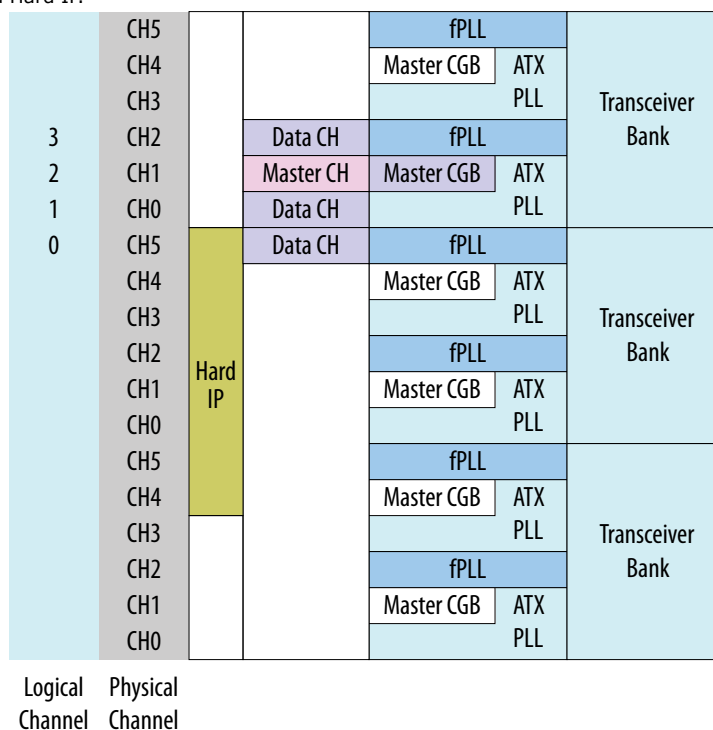 CH5 fPLL
CH4 Master CGB ATX
CH3 PLL Transceiver
3 CH2 Data CH fPLL Bank
2 CH1 Master CH Master CGB ATX
1 CH0 Data CH PLL
0 CH5 Data CH fPLL
CH4 Master CGB ATX
CH3 PLL Transceiver
CH2 fPLL Bank
Hard
CH1 IP Master CGB ATX
CH0 PLL
CH5 fPLL
CH4 Master CGB ATX
CH3 PLL Transceiver
CH2 fPLL Bank
CH1 Master CGB ATX
CH0 PLL
Logical Physical
Channel Channel